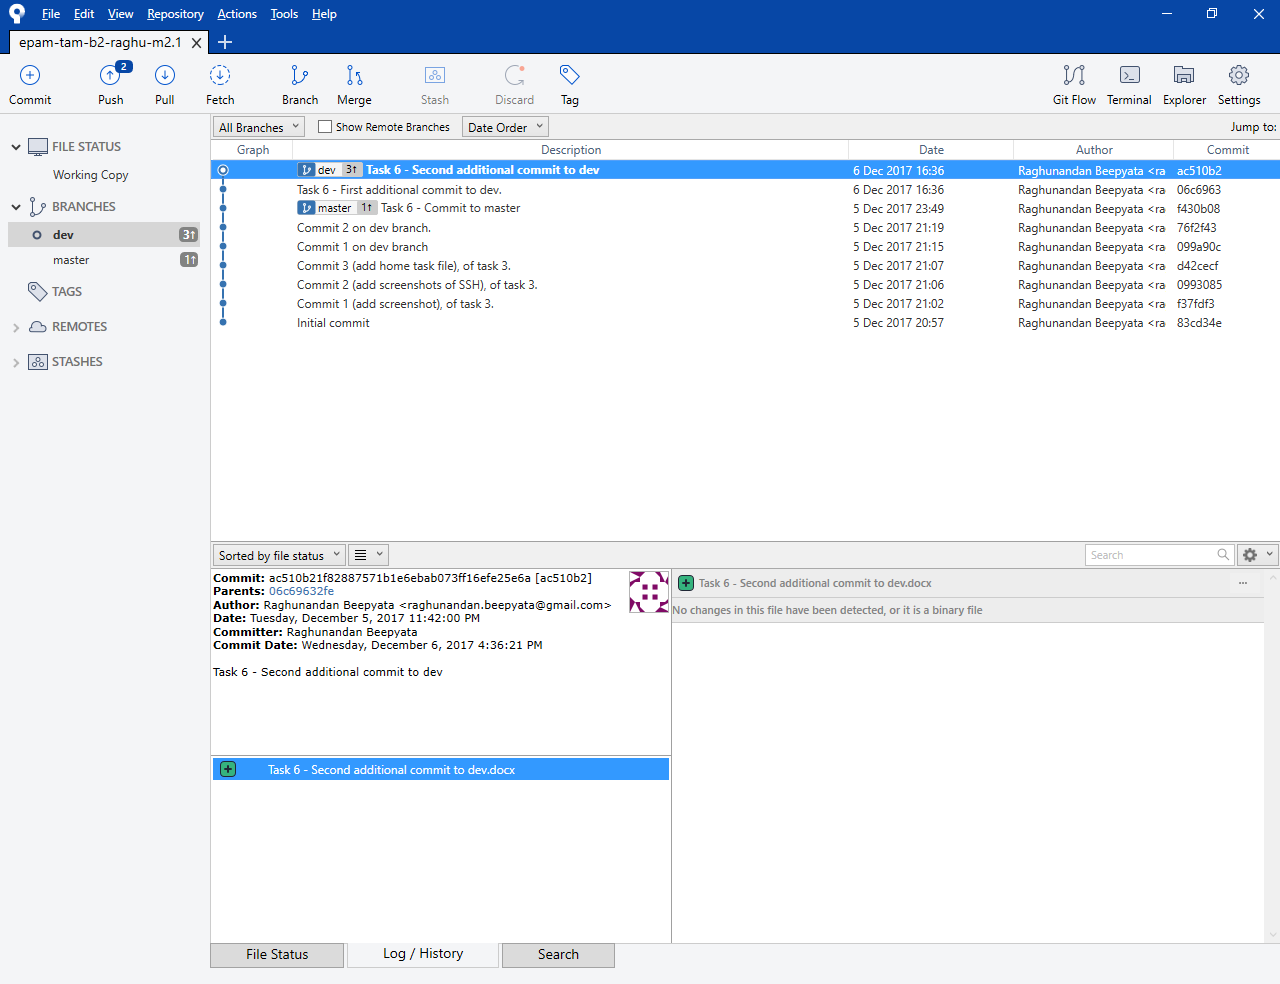 File Edit View Repository Actions Tools Help
epam-tam-b2-raghu-m2.1
2
Commit Push Pull Fetch Branch Merge Stash Discard Tag Git Flow Terminal Explorer Settings
All Branches Show Remote Branches Date Order Jump to:
FILE STATUS
Working Copy
BRANCHES
dev 3↑
master 1↑
TAGS
REMOTES
STASHES
Graph Description Date Author Commit
dev 3↑ Task 6 - Second additional commit to dev 6 Dec 2017 16:36 Raghunandan Beepyata <ra ac510b2
Task 6 - First additional commit to dev. 6 Dec 2017 16:36 Raghunandan Beepyata <ra 06c6963
master 1↑ Task 6 - Commit to master 5 Dec 2017 23:49 Raghunandan Beepyata <ra f430b08
Commit 2 on dev branch. 5 Dec 2017 21:19 Raghunandan Beepyata <ra 76f2f43
Commit 1 on dev branch 5 Dec 2017 21:15 Raghunandan Beepyata <ra 099a90c
Commit 3 (add home task file), of task 3. 5 Dec 2017 21:07 Raghunandan Beepyata <ra d42cecf
Commit 2 (add screenshots of SSH), of task 3. 5 Dec 2017 21:06 Raghunandan Beepyata <ra 0993085
Commit 1 (add screenshot), of task 3. 5 Dec 2017 21:02 Raghunandan Beepyata <ra f37fdf3
Initial commit 5 Dec 2017 20:57 Raghunandan Beepyata <ra 83cd34e
Sorted by file status Search
Commit: ac510b21f82887571b1e6ebab073ff16efe25e6a [ac510b2]
Parents: 06c69632fe
Author: Raghunandan Beepyata <raghunandan.beepyata@gmail.com>
Date: Tuesday, December 5, 2017 11:42:00 PM
Committer: Raghunandan Beepyata
Commit Date: Wednesday, December 6, 2017 4:36:21 PM
Task 6 - Second additional commit to dev
Task 6 - Second additional commit to dev.docx
Task 6 - Second additional commit to dev.docx ...
No changes in this file have been detected, or it is a binary file
File Status Log / History Search